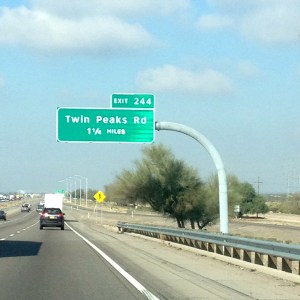 EXIT 244
Twin Peaks Rd
1¼ MILES